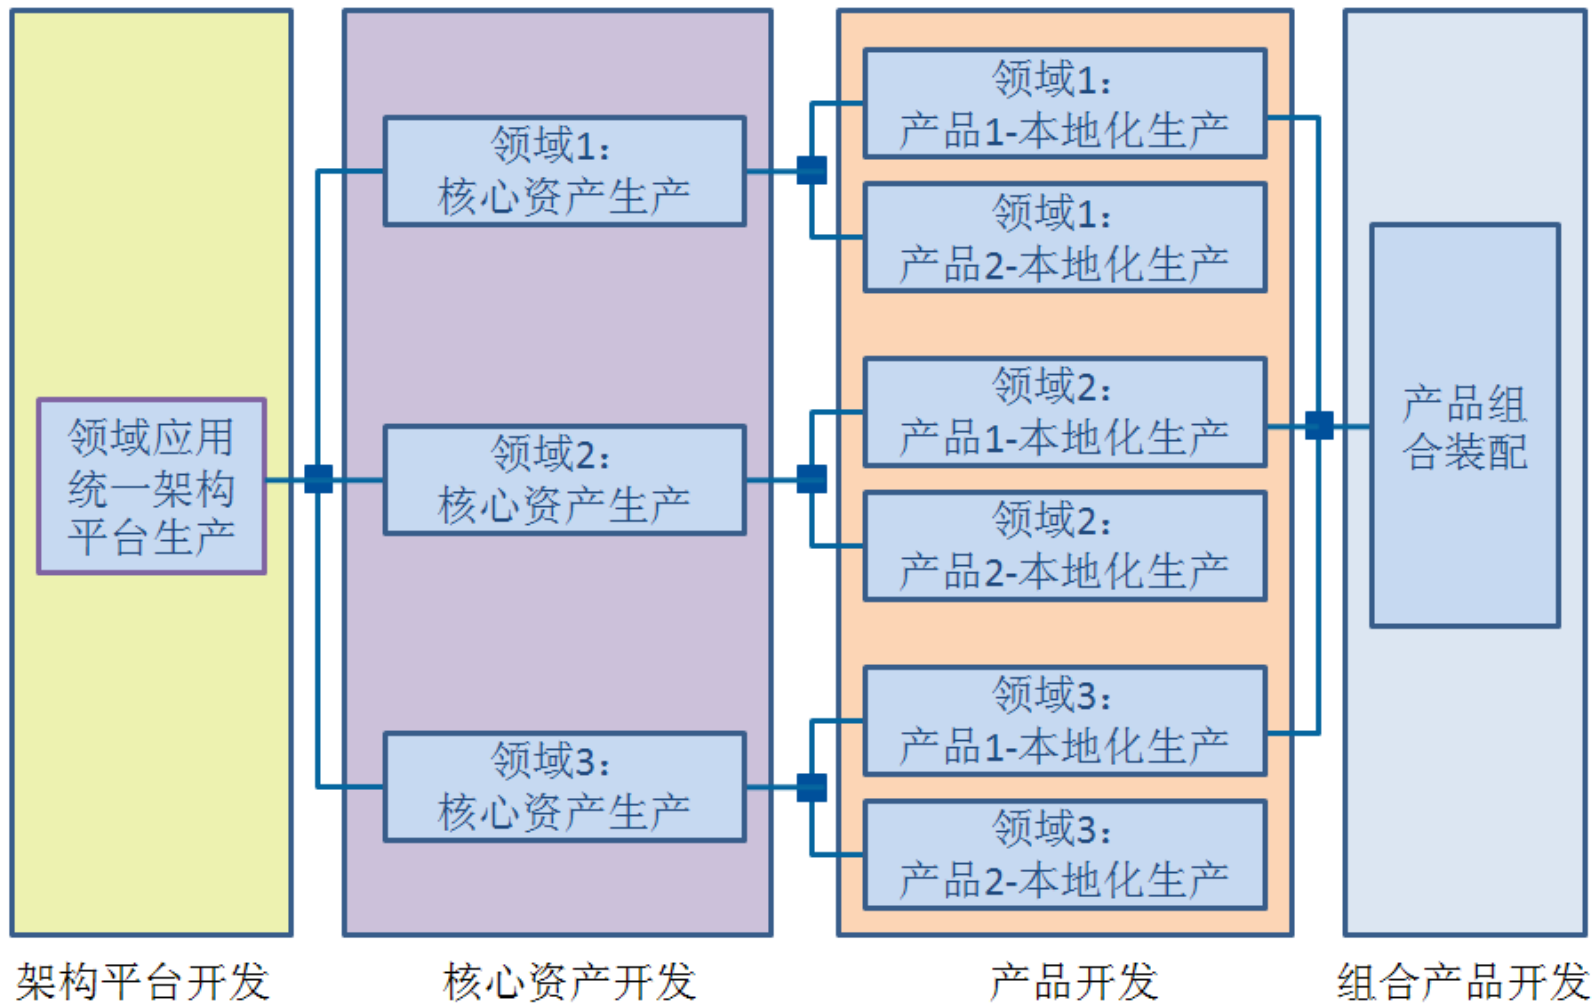 领域应用
统一架构
平台生产
架构平台开发
领域1：
核心资产生产
领域2：
核心资产生产
领域3：
核心资产生产
核心资产开发
领域1：
产品1-本地化生产
领域1：
产品2-本地化生产
领域2：
产品1-本地化生产
领域2：
产品2-本地化生产
领域3：
产品1-本地化生产
领域3：
产品2-本地化生产
产品开发
产品组
合装配
组合产品开发